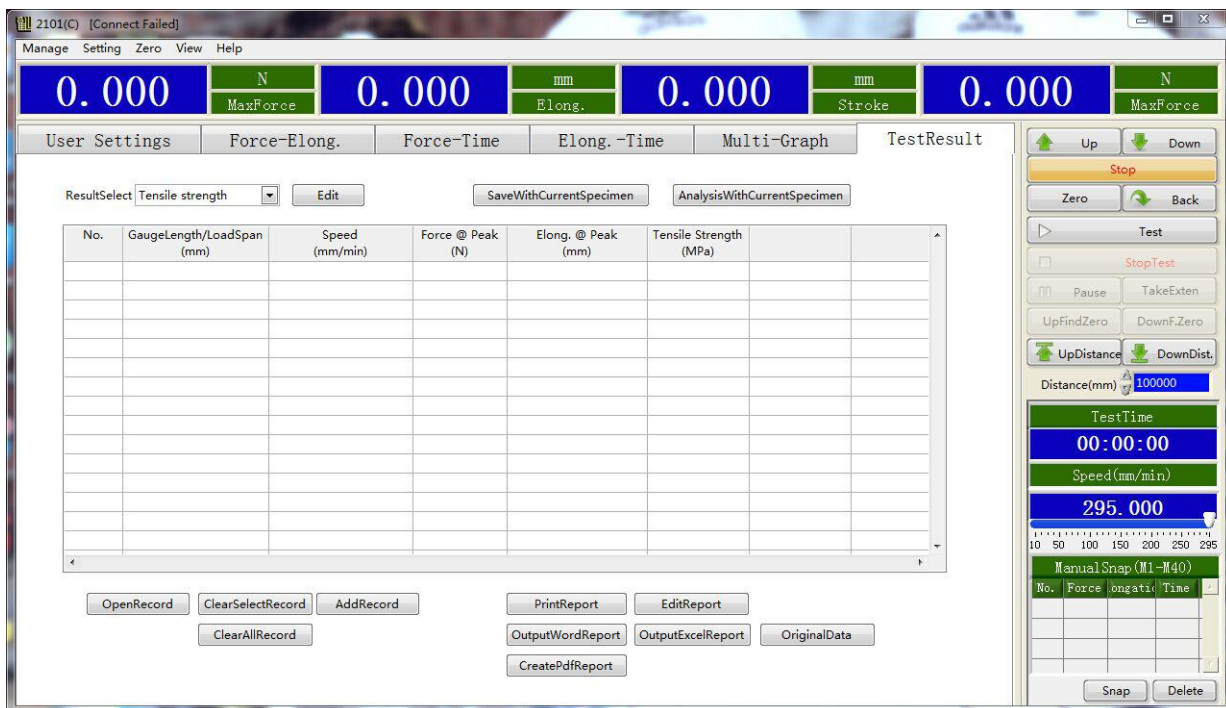 2101(C) [Connect Failed]
Manage Setting Zero View Help
0.000 N MaxForce 0.000 mm Elong. 0.000 mm Stroke 0.000 N MaxForce
User Settings Force-Elong. Force-Time Elong.-Time Multi-Graph TestResult
ResultSelect Tensile strength Edit SaveWithCurrentSpecimen AnalysisWithCurrentSpecimen
No. GaugeLength/LoadSpan Speed Force @ Peak Elong. @ Peak Tensile Strength
(mm) (mm/min) (N) (mm) (MPa)
OpenRecord ClearSelectRecord AddRecord PrintReport EditReport
ClearAllRecord OutputWordReport OutputExcelReport OriginalData
CreatePdfReport
Up Down
Stop
Zero Back
Test
StopTest
Pause TakeExten
UpFindZero DownF.Zero
UpDistance DownDist.
Distance(mm) 100000
TestTime
00:00:00
Speed(mm/min)
295.000
10 50 100 150 200 250 295
ManualSnap(M1-M40)
No. Force ongatic Time
Snap Delete